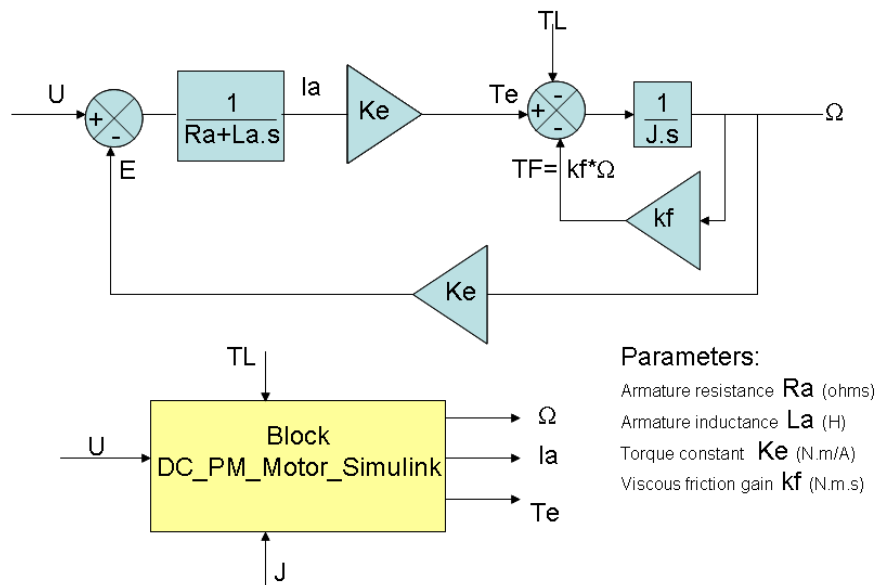 TL
U
+
-
E
1
Ra+La.s
Ia
Ke
Te
-
+
-
TF= kf*Ω
1
J.s
Ω
kf
Ke
TL
U
Block
DC_PM_Motor_Simulink
Ω
Ia
Te
J
Parameters:
Armature resistance Ra (ohms)
Armature inductance La (H)
Torque constant Ke (N.m/A)
Viscous friction gain kf (N.m.s)